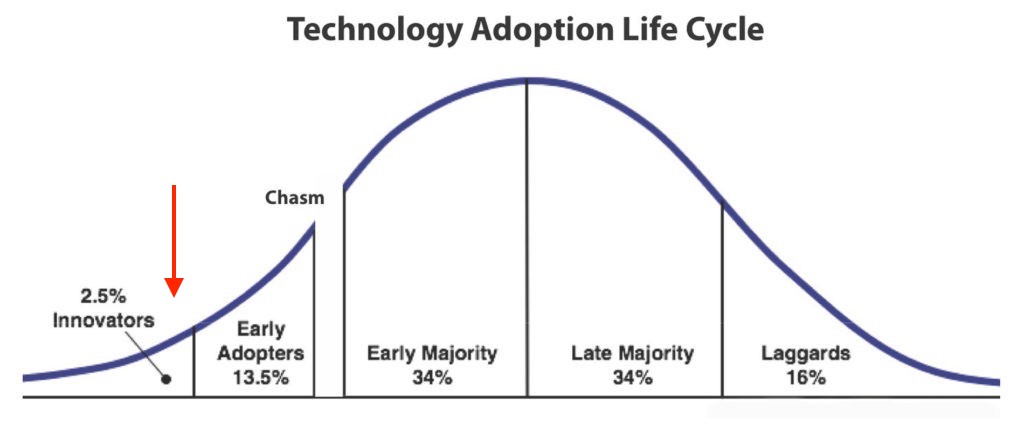 Technology Adoption Life Cycle
Chasm
2.5%
Innovators
Early
Adopters
13.5%
Early Majority
34%
Late Majority
34%
Laggards
16%